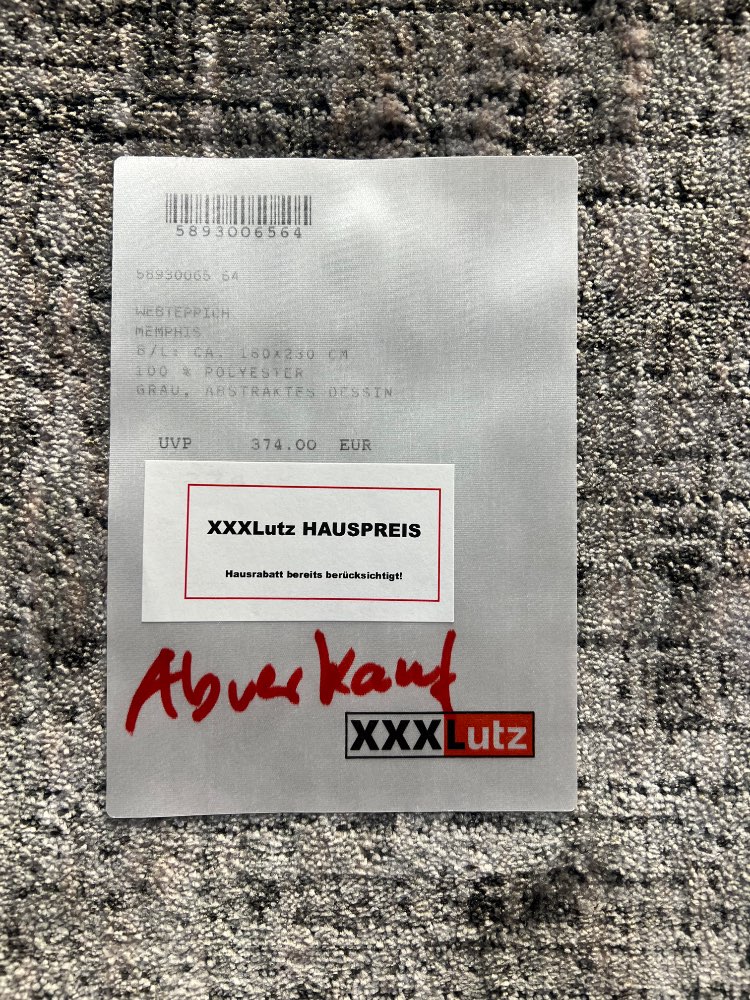 5893006564
58930065 64
WEBTEPPICH
MEMPHIS
B/L: CA. 160X230 CM
100 % POLYESTER
GRAU, ABSTRAKTES DESSIN
UVP 374.00 EUR
XXXLutz HAUSPREIS
Hausrabatt bereits berücksichtigt!
Abverkauf
XXXLutz